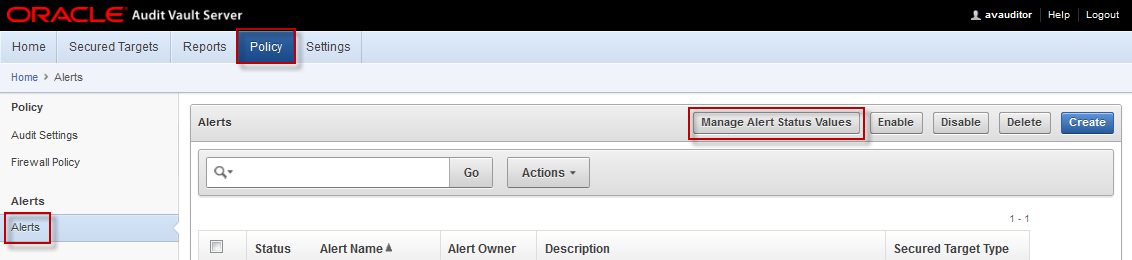 ORACLE Audit Vault Server
avauditor Help Logout
Home Secured Targets Reports Policy Settings
Home > Alerts
Policy
Audit Settings
Firewall Policy
Alerts
Alerts
Alerts Manage Alert Status Values Enable Disable Delete Create
Go Actions
1 - 1
Status Alert Name Alert Owner Description Secured Target Type